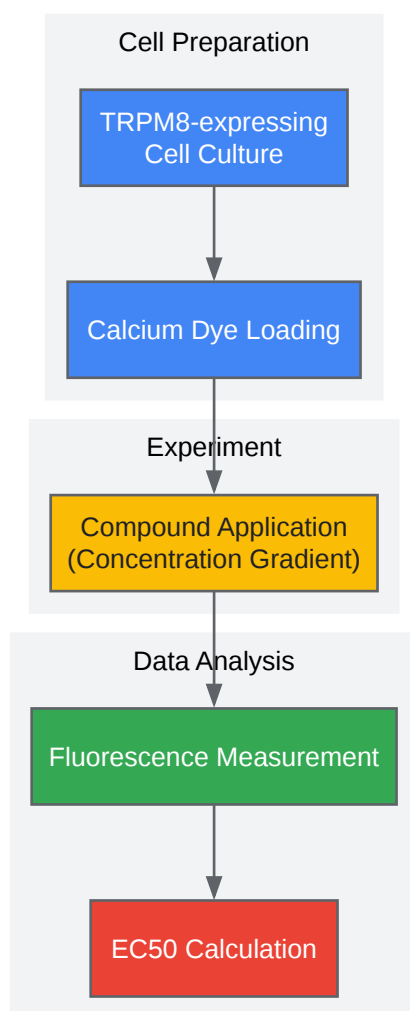 Cell Preparation
TRPM8-expressing
Cell Culture
Calcium Dye Loading
Experiment
Compound Application
(Concentration Gradient)
Data Analysis
Fluorescence Measurement
EC50 Calculation